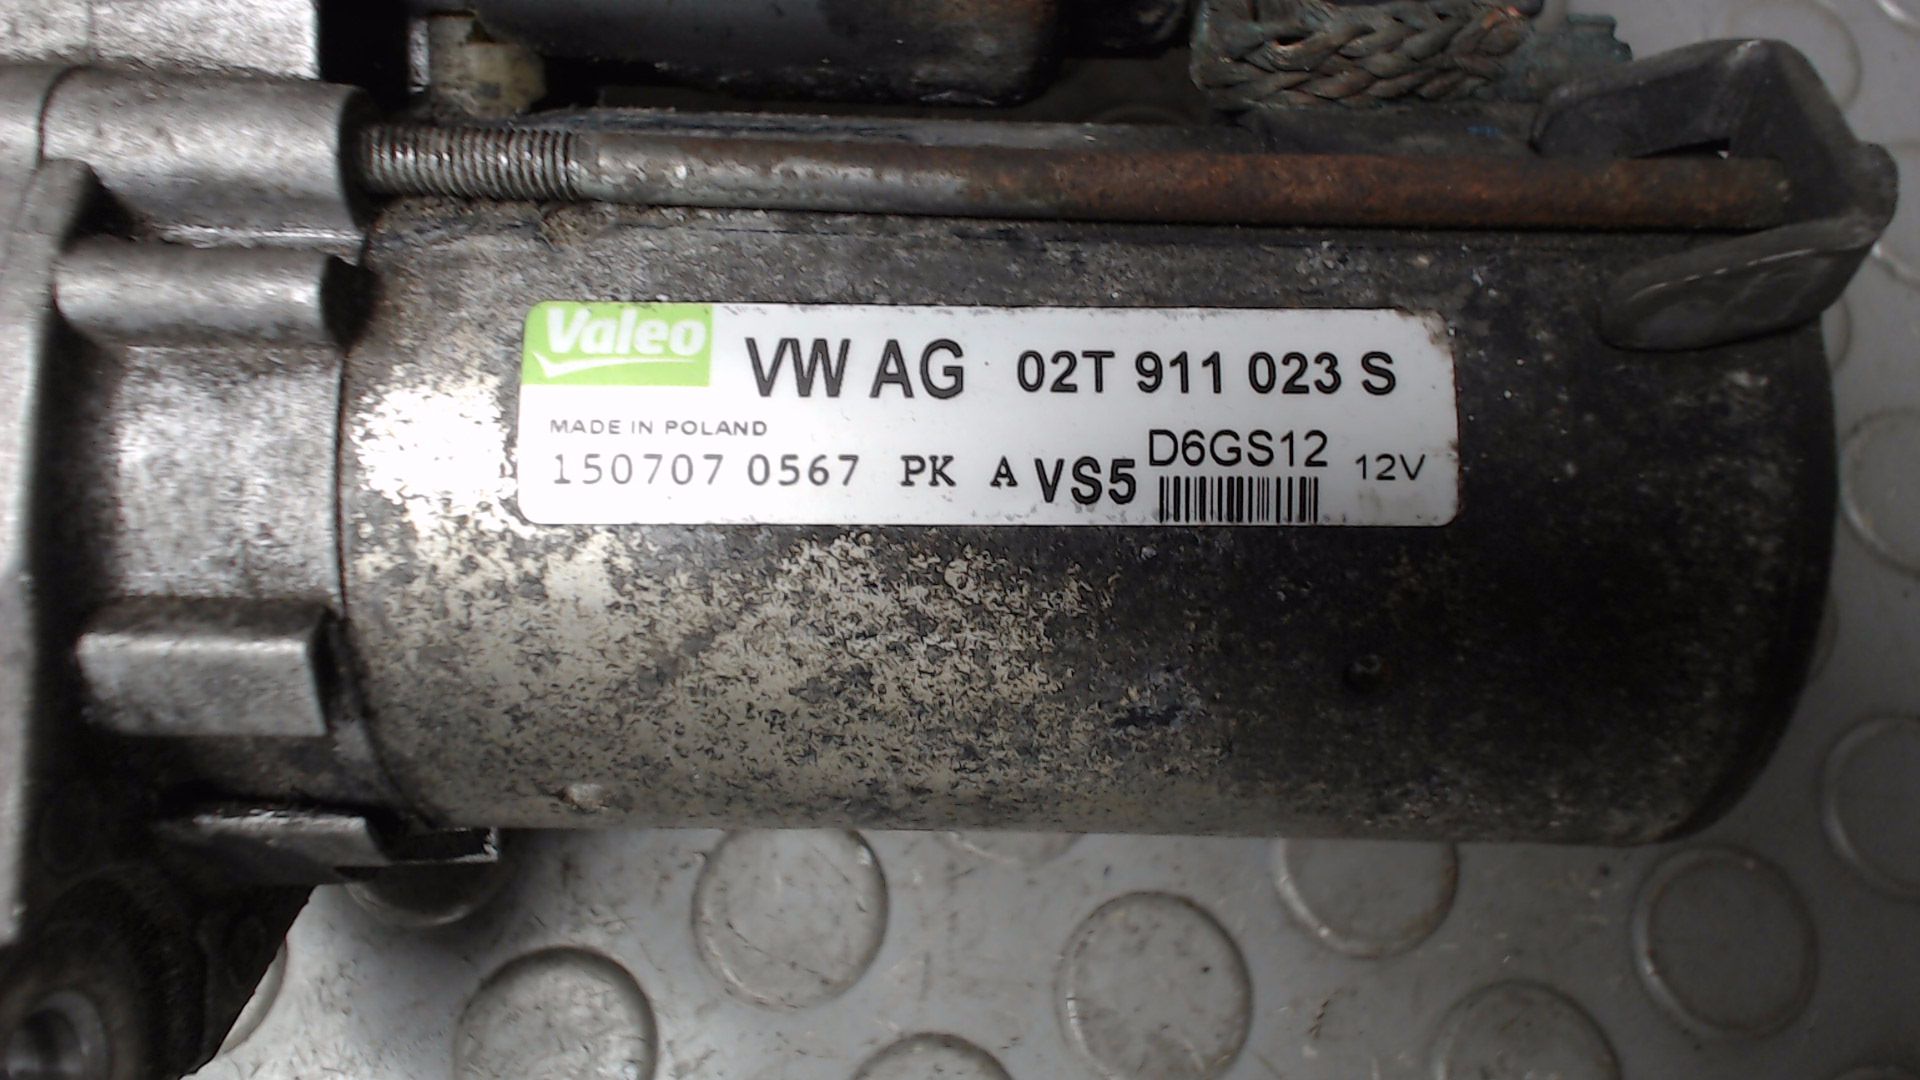 Valeo VW AG 02T 911 023 S
MADE IN POLAND
150707 0567 PK A VS5 D6GS12 12V